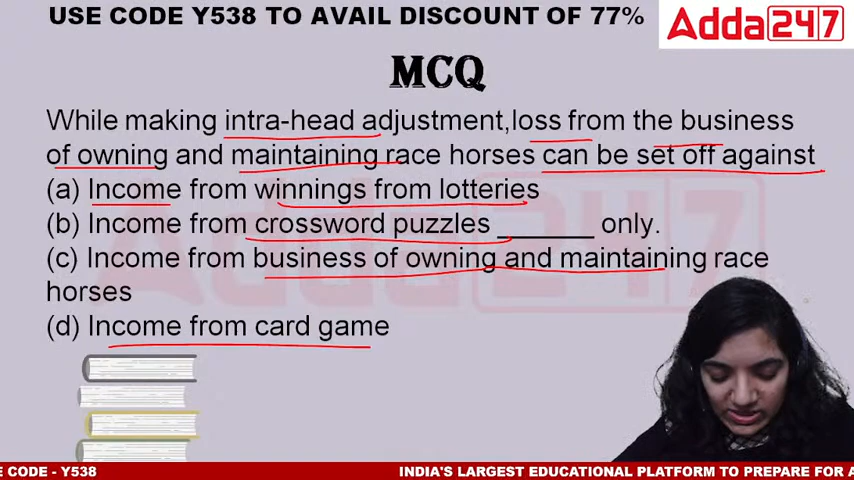 USE CODE Y538 TO AVAIL DISCOUNT OF 77%
Adda247
MCQ
While making intra-head adjustment,loss from the business
of owning and maintaining race horses can be set off against
(a) Income from winnings from lotteries
(b) Income from crossword puzzles ______ only.
(c) Income from business of owning and maintaining race
horses
(d) Income from card game
E CODE - Y538
INDIA'S LARGEST EDUCATIONAL PLATFORM TO PREPARE FOR A